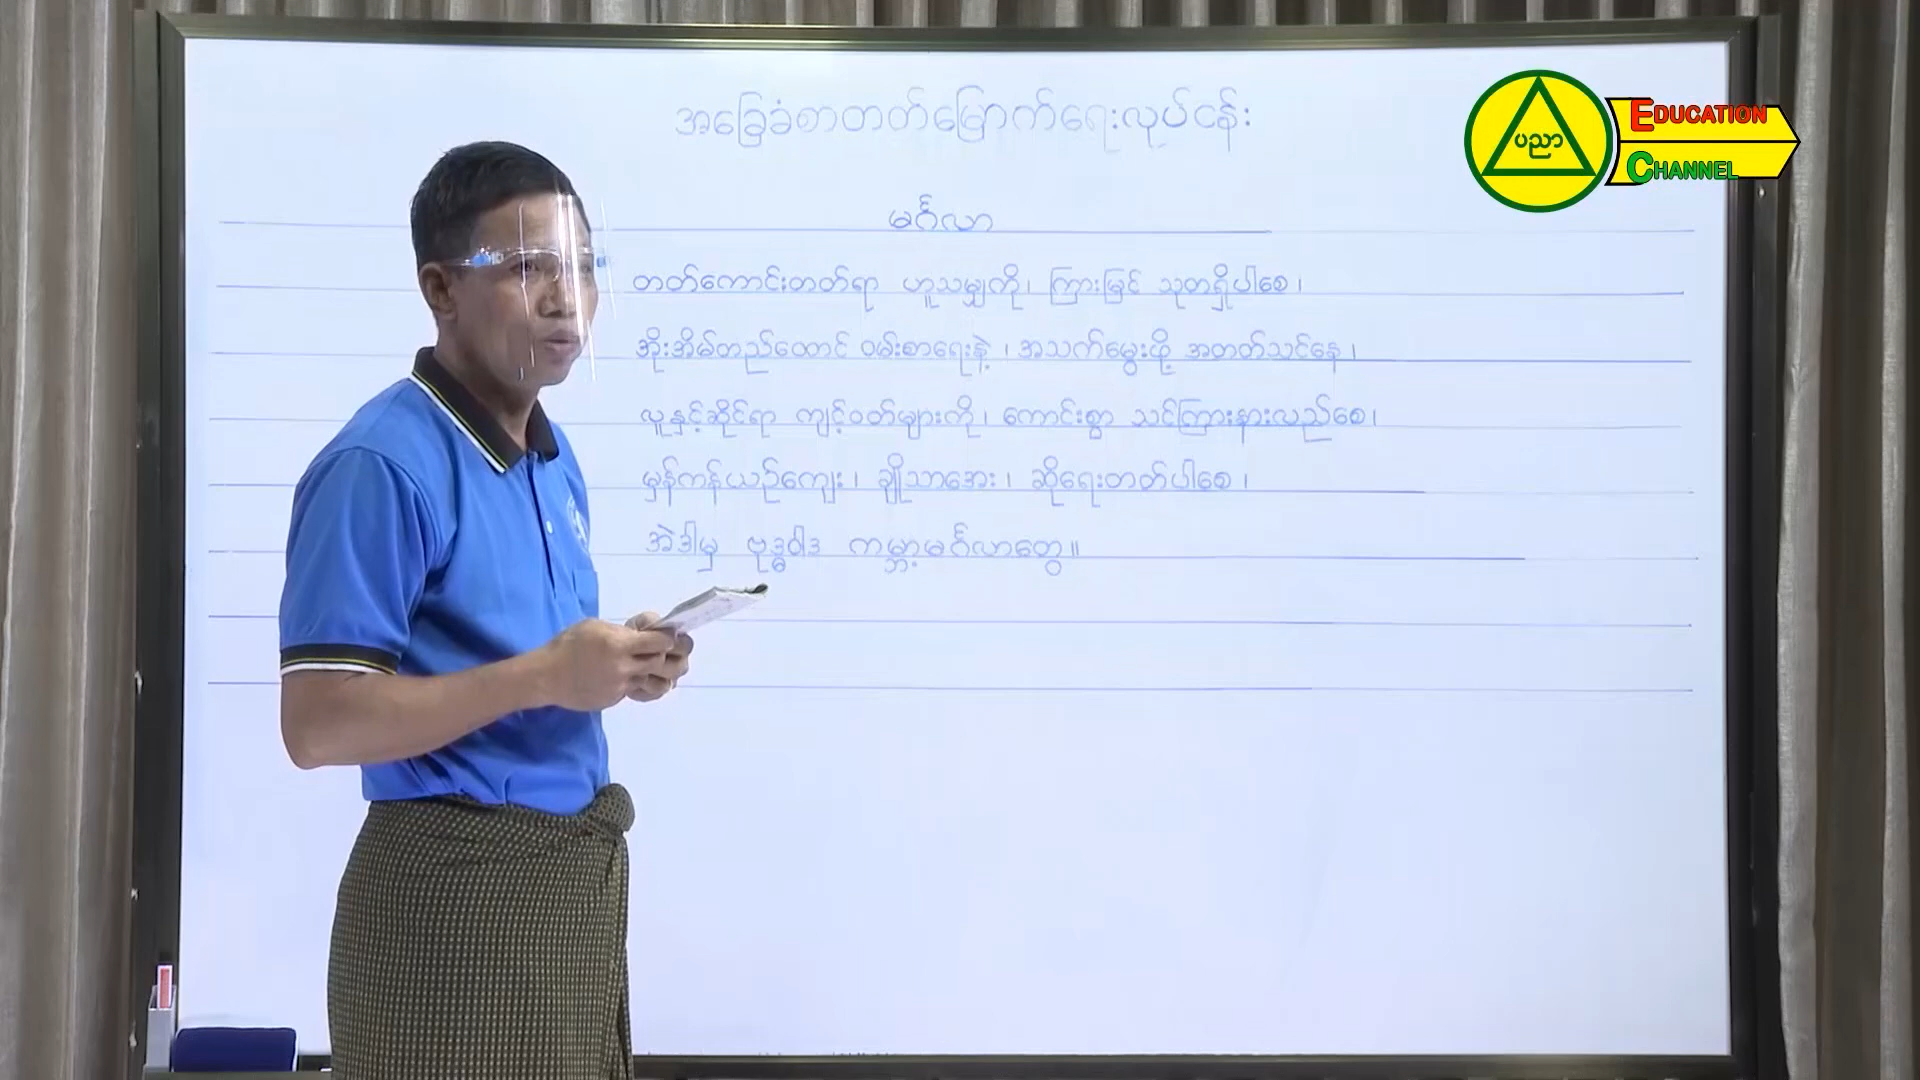 အခြေခံစာတတ်မြောက်ရေးလုပ်ငန်း
မင်္ဂလာ
တတ်ကောင်းတတ်ရာ ဟူသမျှကို၊ ကြားမြင် သုတရှိပါစေ၊
အိုးအိမ်တည်ထောင် ဝမ်းစာရေးနဲ့ ၊ အသက်မွေးဖို့ အတတ်သင်နေ ၊
လူနှင့်ဆိုင်ရာ ကျင့်ဝတ်များကို၊ ကောင်းစွာ သင်ကြားနားလည်စေ၊
မှန်ကန်ယဉ်ကျေး၊ ချိုသာအေး၊ ဆိုရေးတတ်ပါစေ ၊
အဲဒါမှ ဗုဒ္ဓဝါဒ ကမ္ဘာ့မင်္ဂလာတွေ။
ပညာ
EDUCATION
CHANNEL